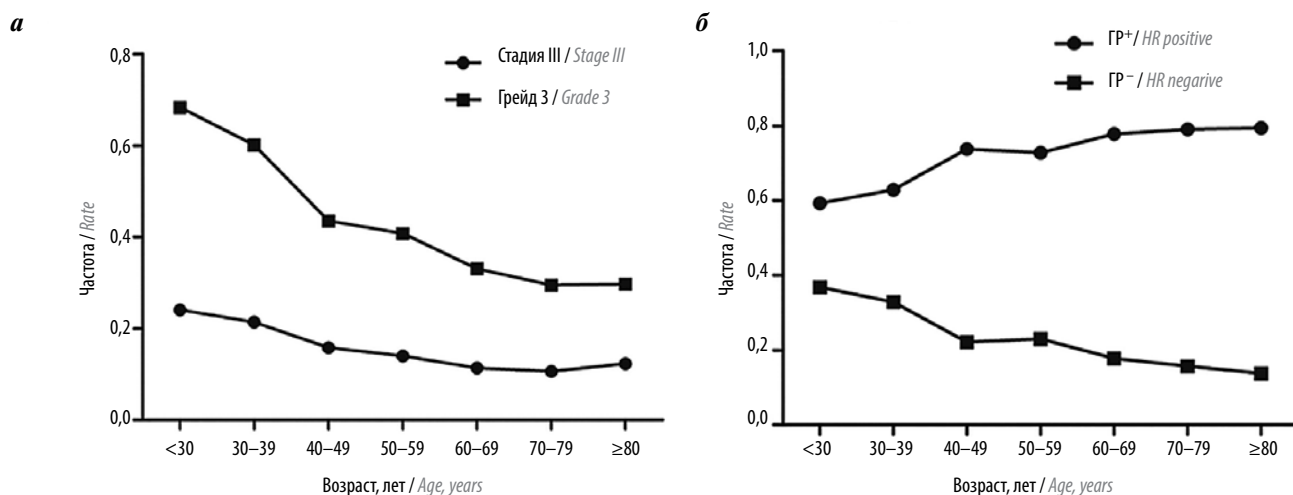 а
0,8
0,6
0,4
0,2
0,0
Частота / Rate
Стадия III / Stage III
Грейд 3 / Grade 3
<30 30–39 40–49 50–59 60–69 70–79 ≥80
Возраст, лет / Age, years
б
1,0
0,8
0,6
0,4
0,2
0,0
Частота / Rate
ГР+/ HR positive
ГР–/ HR negarive
<30 30–39 40–49 50–59 60–69 70–79 ≥80
Возраст, лет / Age, years